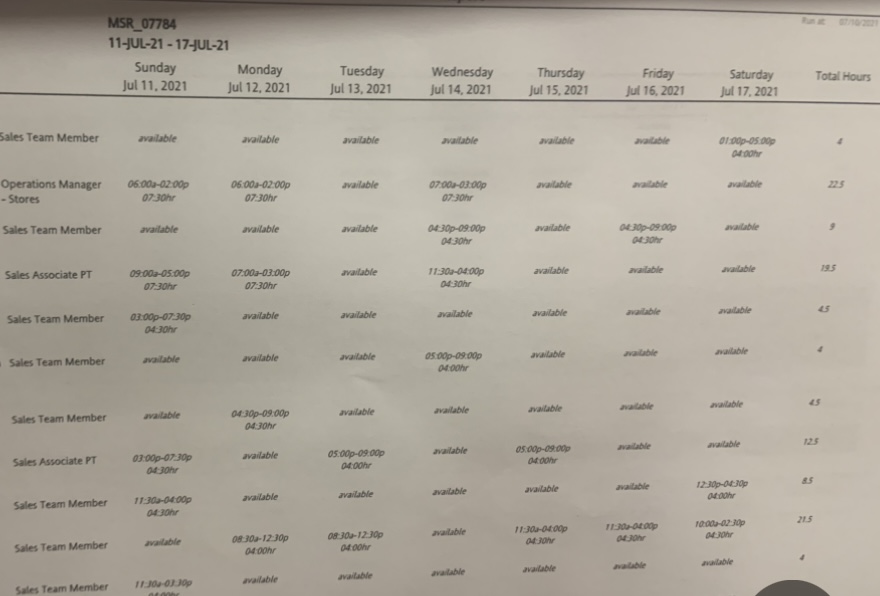 MSR_07784
Run at 07/10/2021
11-JUL-21 - 17-JUL-21
Sunday Monday Tuesday Wednesday Thursday Friday Saturday Total Hours
Jul 11, 2021 Jul 12, 2021 Jul 13, 2021 Jul 14, 2021 Jul 15, 2021 Jul 16, 2021 Jul 17, 2021
Sales Team Member available available available available available available 01:00p-05:00p 4
04:00hr
Operations Manager 06:00a-02:00p 06:00a-02:00p available 07:00a-03:00p available available available 22.5
- Stores 07:30hr 07:30hr 07:30hr
Sales Team Member available available available 04:30p-09:00p available 04:30p-09:00p available 9
04:30hr 04:30hr
Sales Associate PT 09:00a-05:00p 07:00a-03:00p available 11:30a-04:00p available available available 19.5
07:30hr 07:30hr 04:30hr
Sales Team Member 03:00p-07:30p available available available available available available 4.5
04:30hr
Sales Team Member available available available 05:00p-09:00p available available available 4
04:00hr
Sales Team Member available 04:30p-09:00p available available available available available 4.5
04:30hr
Sales Associate PT 03:00p-07:30p available 05:00p-09:00p available 05:00p-09:00p available available 12.5
04:30hr 04:00hr 04:00hr
Sales Team Member 11:30a-04:00p available available available available available 12:30p-04:30p 8.5
04:30hr 04:00hr
Sales Team Member available 08:30a-12:30p 08:30a-12:30p available 11:30a-04:00p 11:30a-04:00p 10:00a-02:30p 21.5
04:00hr 04:00hr 04:30hr 04:30hr 04:30hr
Sales Team Member 11:30a-03:30p available available available available available available 4